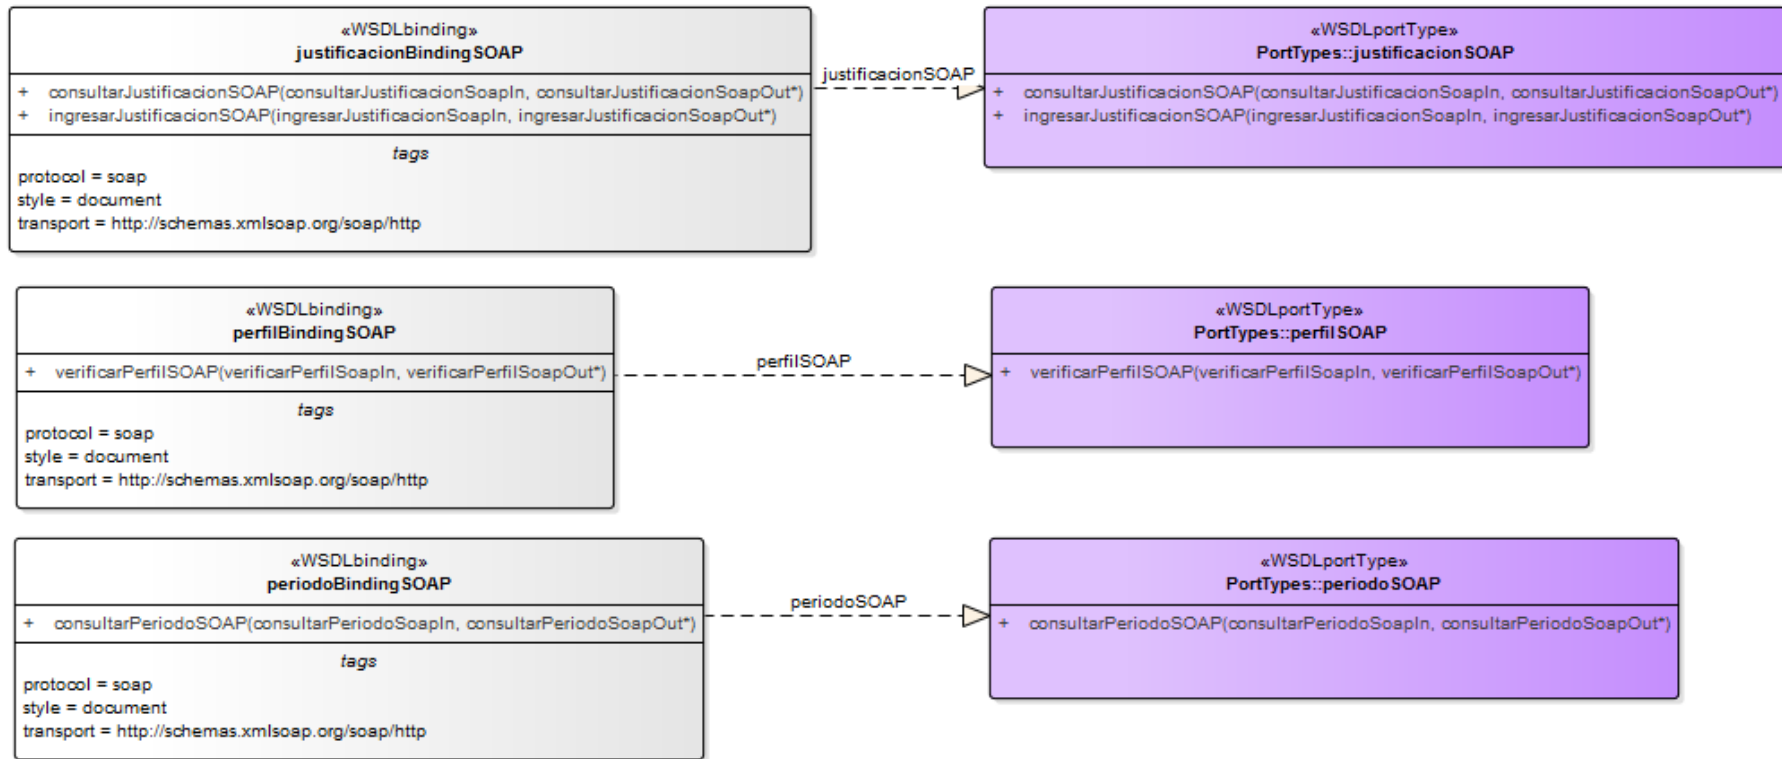 «WSDLbinding»
justificacionBindingSOAP
+ consultarJustificacionSOAP(consultarJustificacionSoapIn, consultarJustificacionSoapOut*)
+ ingresarJustificacionSOAP(ingresarJustificacionSoapIn, ingresarJustificacionSoapOut*)
tags
protocol = soap
style = document
transport = http://schemas.xmlsoap.org/soap/http
justificacionSOAP
«WSDLportType»
PortTypes::justificacionSOAP
+ consultarJustificacionSOAP(consultarJustificacionSoapIn, consultarJustificacionSoapOut*)
+ ingresarJustificacionSOAP(ingresarJustificacionSoapIn, ingresarJustificacionSoapOut*)
«WSDLbinding»
perfilBindingSOAP
+ verificarPerfilSOAP(verificarPerfilSoapIn, verificarPerfilSoapOut*)
tags
protocol = soap
style = document
transport = http://schemas.xmlsoap.org/soap/http
perfilSOAP
«WSDLportType»
PortTypes::perfilSOAP
+ verificarPerfilSOAP(verificarPerfilSoapIn, verificarPerfilSoapOut*)
«WSDLbinding»
periodoBindingSOAP
+ consultarPeriodoSOAP(consultarPeriodoSoapIn, consultarPeriodoSoapOut*)
tags
protocol = soap
style = document
transport = http://schemas.xmlsoap.org/soap/http
periodoSOAP
«WSDLportType»
PortTypes::periodoSOAP
+ consultarPeriodoSOAP(consultarPeriodoSoapIn, consultarPeriodoSoapOut*)